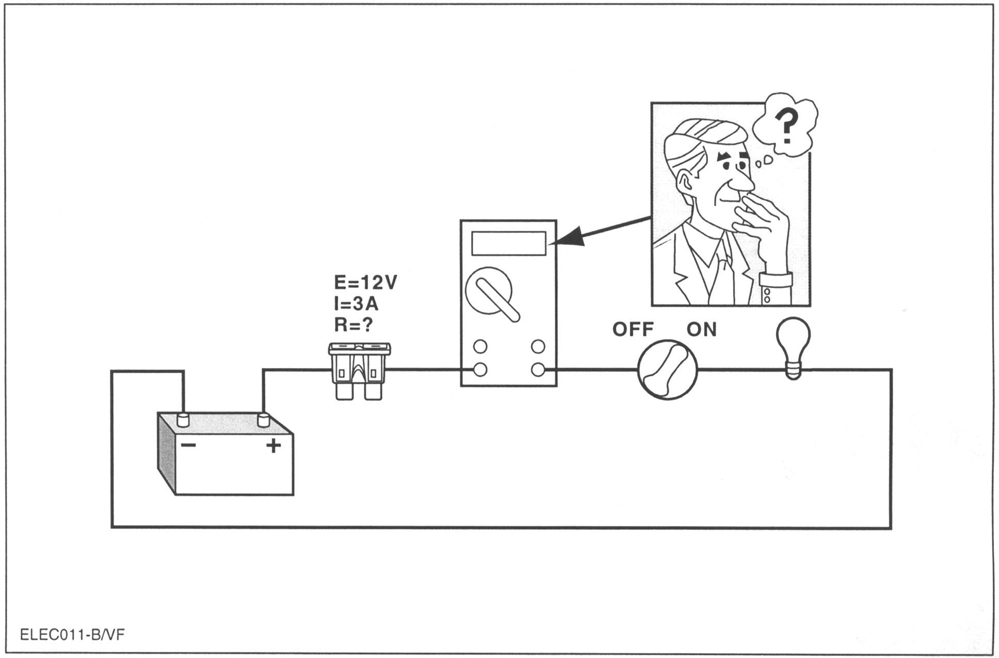 ?
E=12V
I=3A
R=?
OFF ON
− +
ELEC011-B/VF